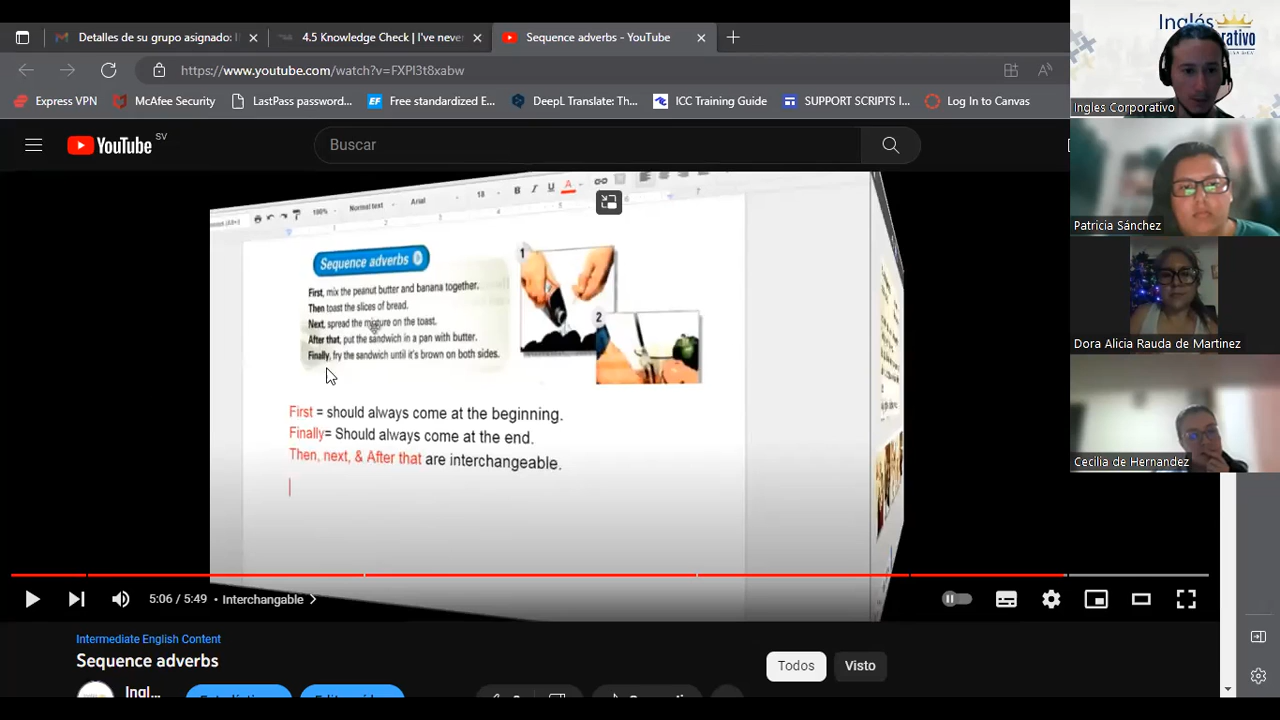 Detalles de su grupo asignado: I
4.5 Knowledge Check | I've never
Sequence adverbs - YouTube
https://www.youtube.com/watch?v=FXPI3t8xabw
Express VPN
McAfee Security
LastPass password...
Free standardized E...
DeepL Translate: Th...
ICC Training Guide
SUPPORT SCRIPTS I...
Log In to Canvas
YouTube SV
Buscar
100%
Normal text
Arial
18
B I U A
Sequence adverbs
First, mix the peanut butter and banana together.
Then toast the slices of bread.
Next, spread the mixture on the toast.
After that, put the sandwich in a pan with butter.
Finally, fry the sandwich until it's brown on both sides.
1
2
First = should always come at the beginning.
Finally= Should always come at the end.
Then, next, & After that are interchangeable.
5:06 / 5:49 • Interchangable
Intermediate English Content
Sequence adverbs
Todos
Visto
Ingl...
Inglés
Ingles Corporativo
Patricia Sánchez
Dora Alicia Rauda de Martinez
Cecilia de Hernandez